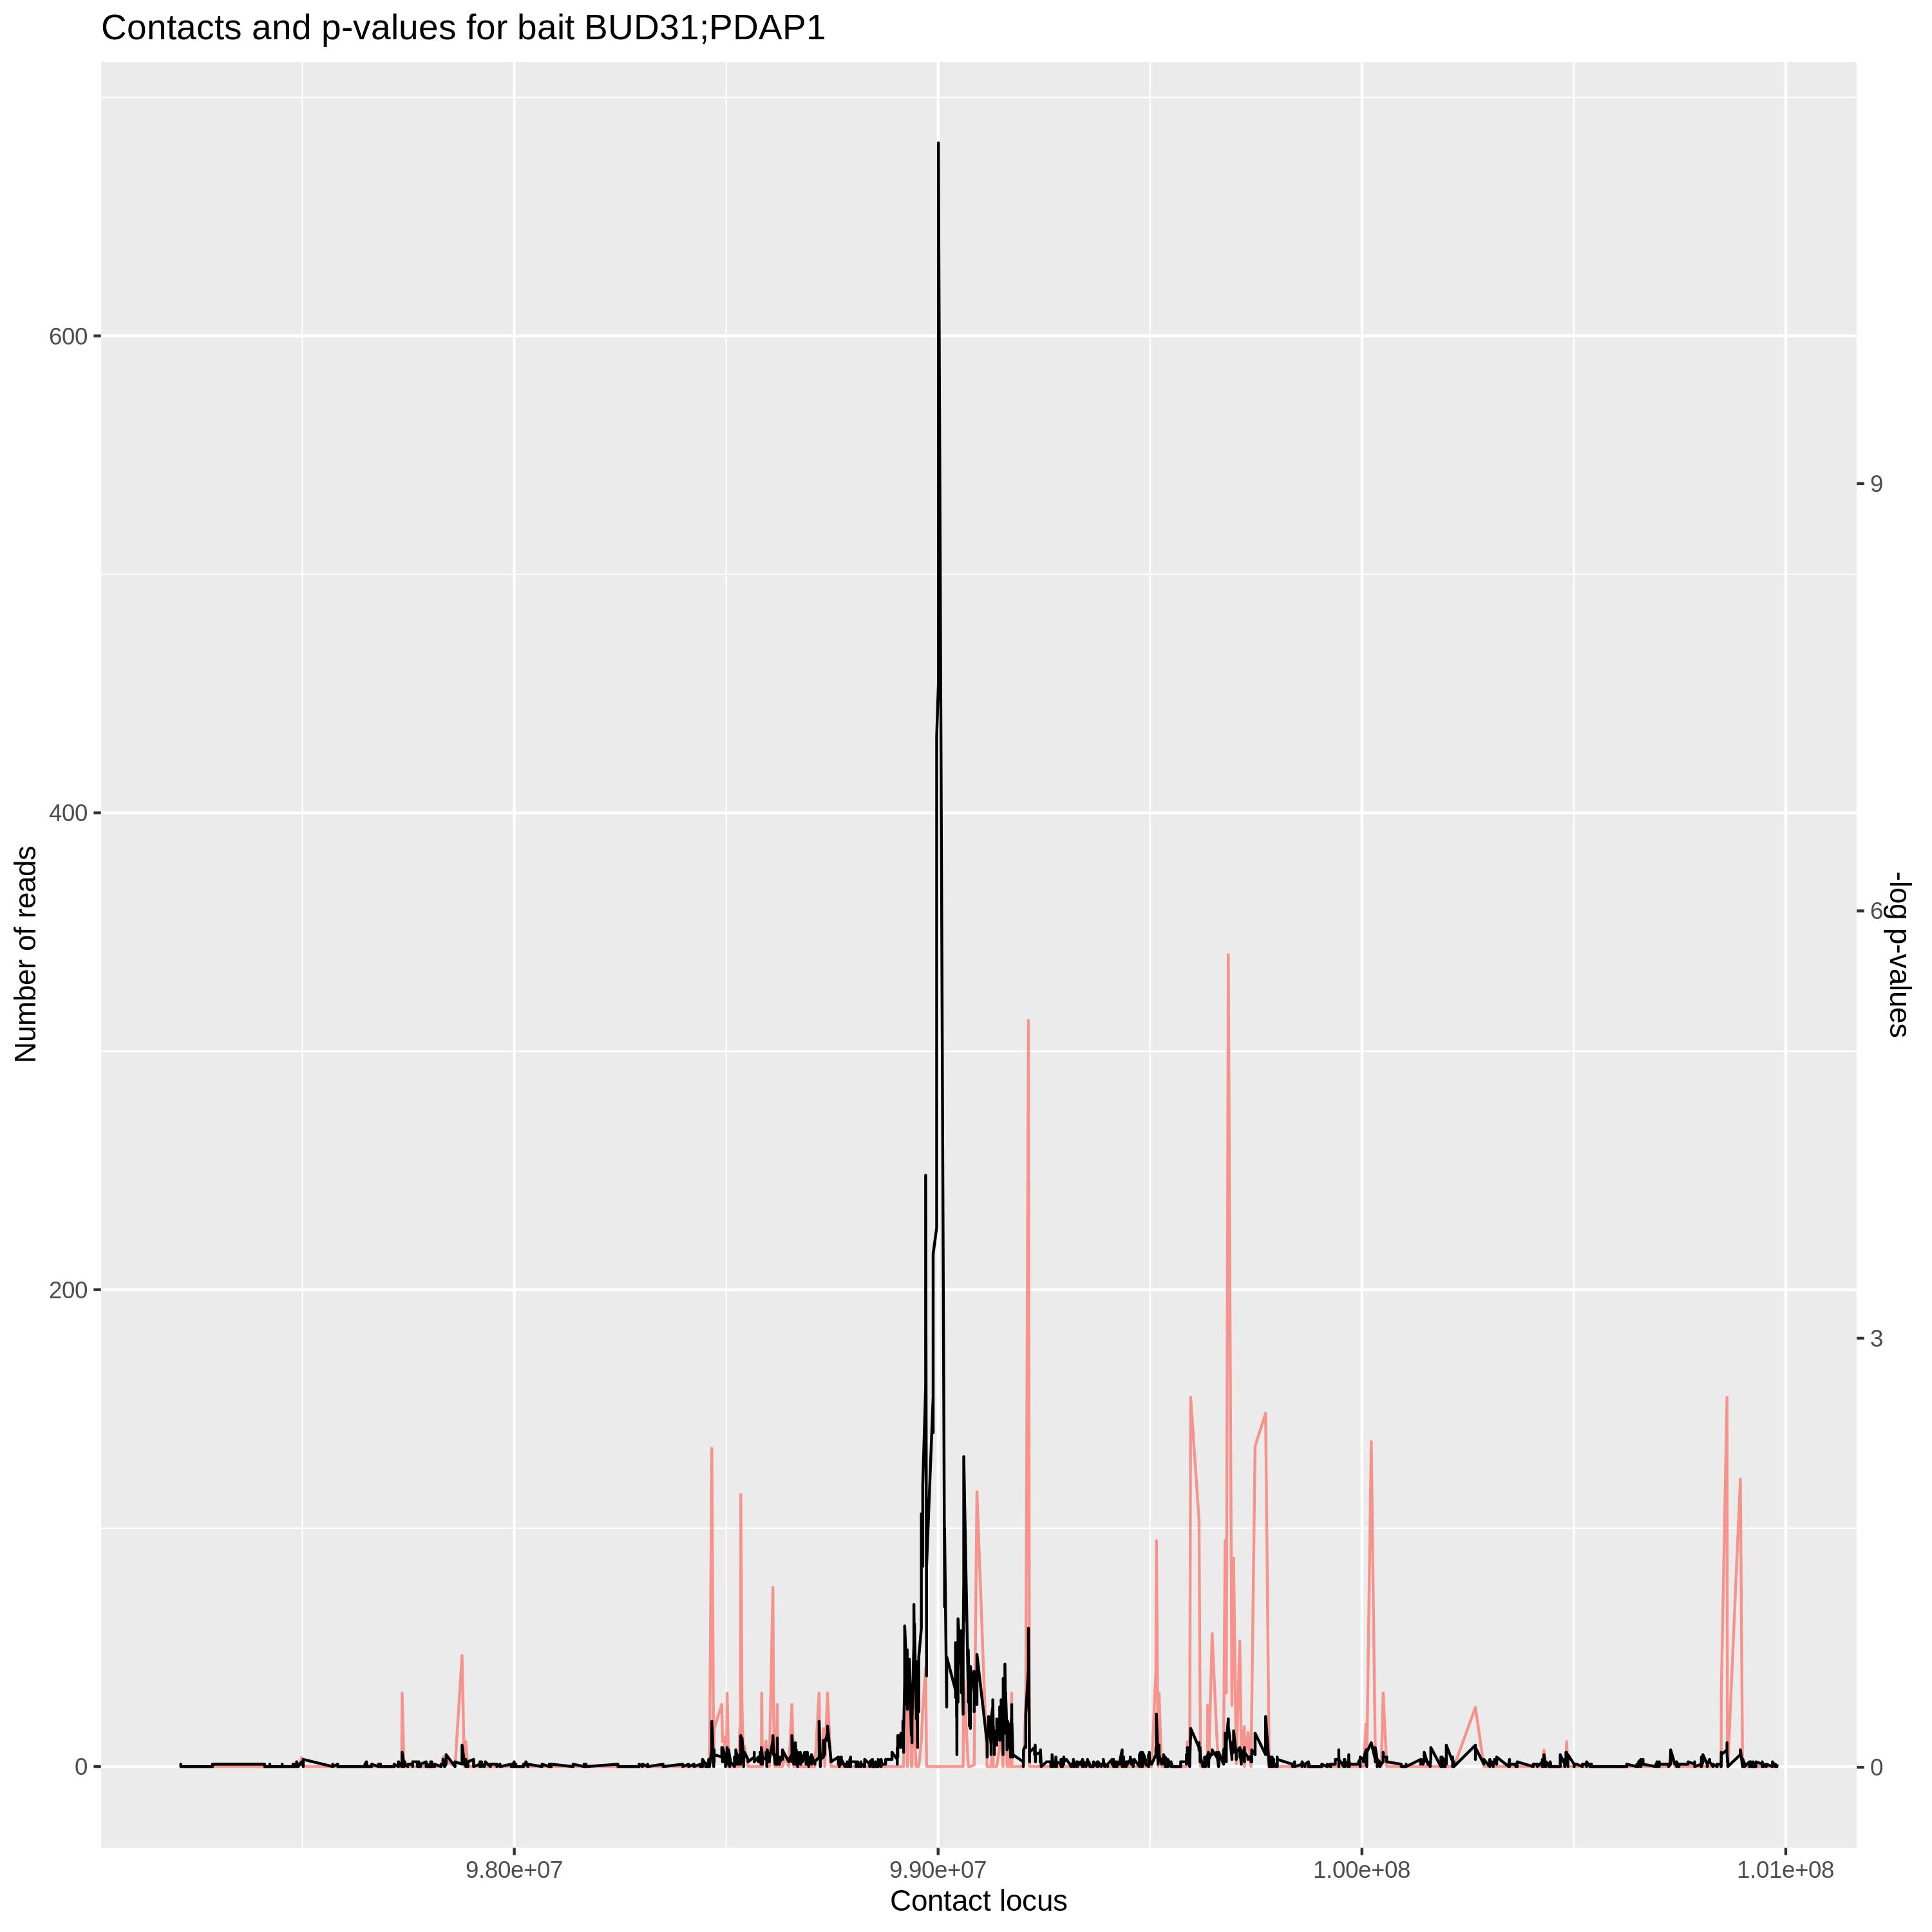 Contacts and p-values for bait BUD31;PDAP1
600
400
200
0
Number of reads
9
6
3
0
-log p-values
9.80e+07
9.90e+07
1.00e+08
1.01e+08
Contact locus